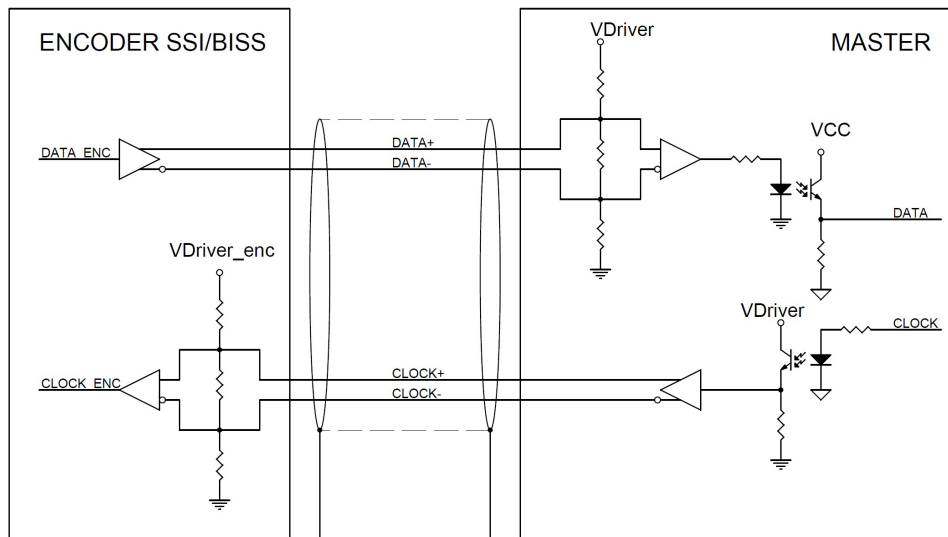 ENCODER SSI/BISS
MASTER
VDriver
VCC
DATA_ENC
DATA+
DATA-
DATA
VDriver_enc
VDriver
CLOCK
CLOCK_ENC
CLOCK+
CLOCK-